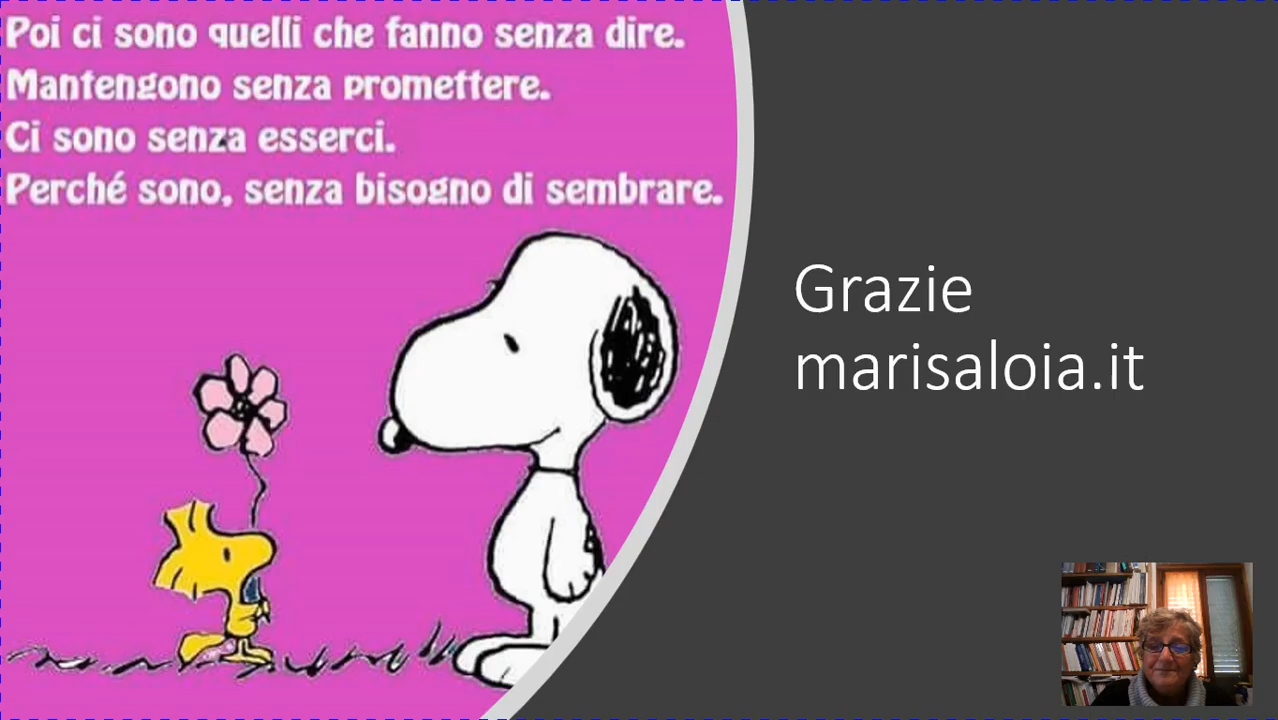 Poi ci sono quelli che fanno senza dire.
Mantengono senza promettere.
Ci sono senza esserci.
Perché sono, senza bisogno di sembrare.
Grazie
marisaloia.it